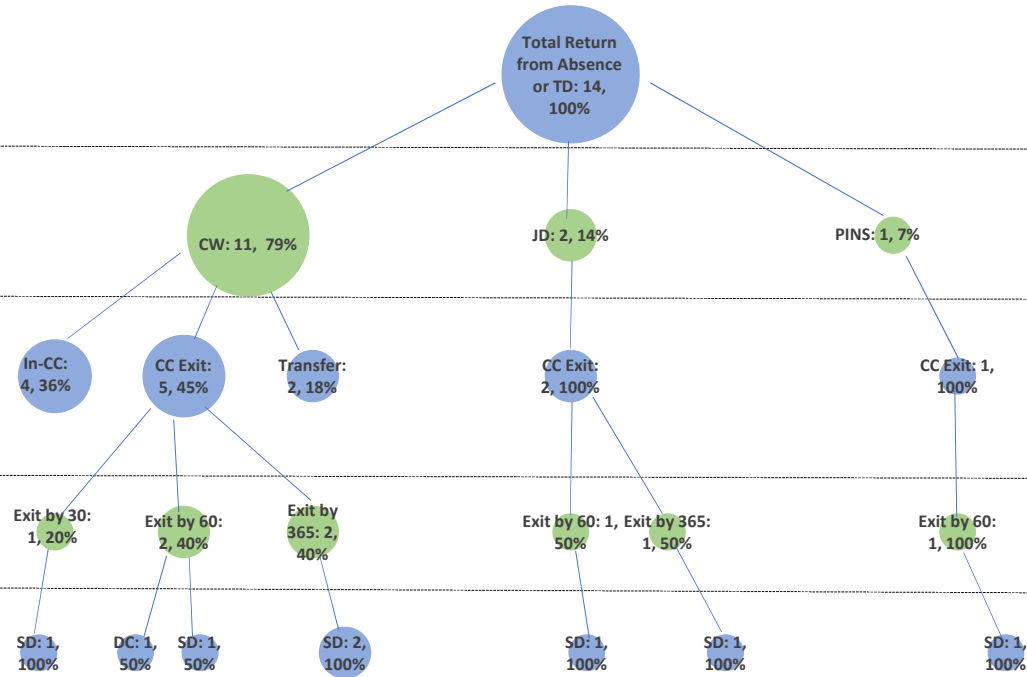 Total Return
from Absence
or TD: 14,
100%
CW: 11, 79%
JD: 2, 14%
PINS: 1, 7%
In-CC:
4, 36%
CC Exit:
5, 45%
Transfer:
2, 18%
CC Exit:
2, 100%
CC Exit: 1,
100%
Exit by 30:
1, 20%
Exit by 60:
2, 40%
Exit by
365: 2,
40%
Exit by 60: 1,
50%
Exit by 365:
1, 50%
Exit by 60:
1, 100%
SD: 1,
100%
DC: 1,
50%
SD: 1,
50%
SD: 2,
100%
SD: 1,
100%
SD: 1,
100%
SD: 1,
100%